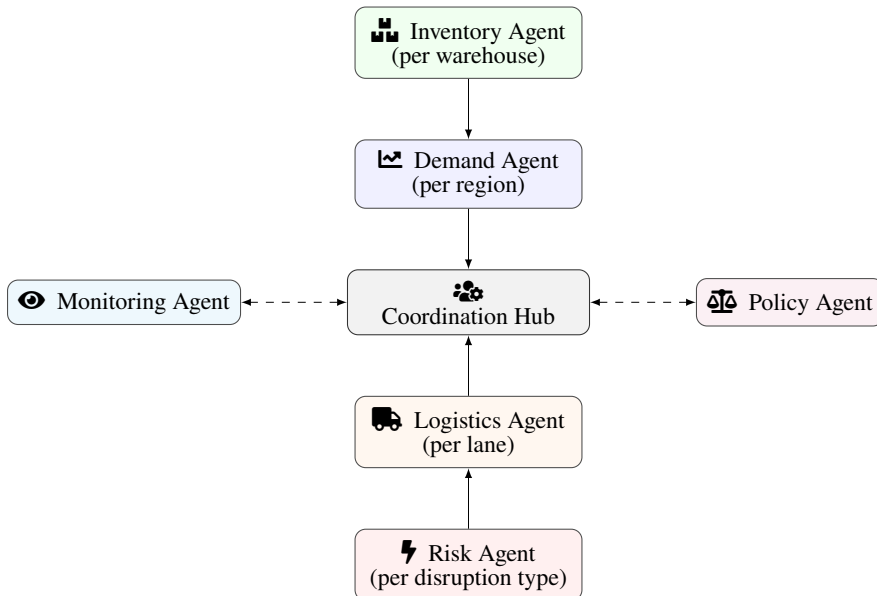 Inventory Agent
(per warehouse)
Demand Agent
(per region)
Monitoring Agent
Coordination Hub
Policy Agent
Logistics Agent
(per lane)
Risk Agent
(per disruption type)